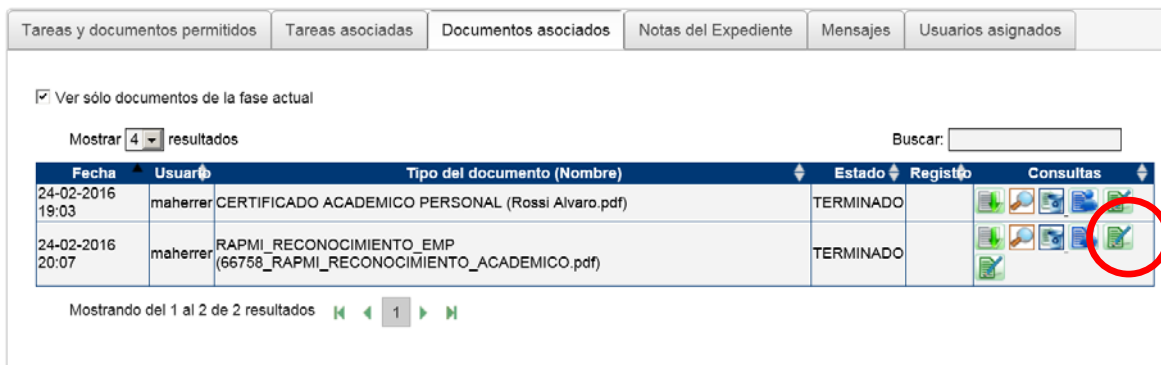 Tareas y documentos permitidos Tareas asociadas Documentos asociados Notas del Expediente Mensajes Usuarios asignados
Ver sólo documentos de la fase actual
Mostrar 4 resultados Buscar:
Fecha Usuario Tipo del documento (Nombre) Estado Registro Consultas
24-02-2016 19:03 maherrer CERTIFICADO ACADEMICO PERSONAL (Rossi Alvaro.pdf) TERMINADO
24-02-2016 20:07 maherrer RAPMI_RECONOCIMIENTO_EMP (66758_RAPMI_RECONOCIMIENTO_ACADEMICO.pdf) TERMINADO
Mostrando del 1 al 2 de 2 resultados 1